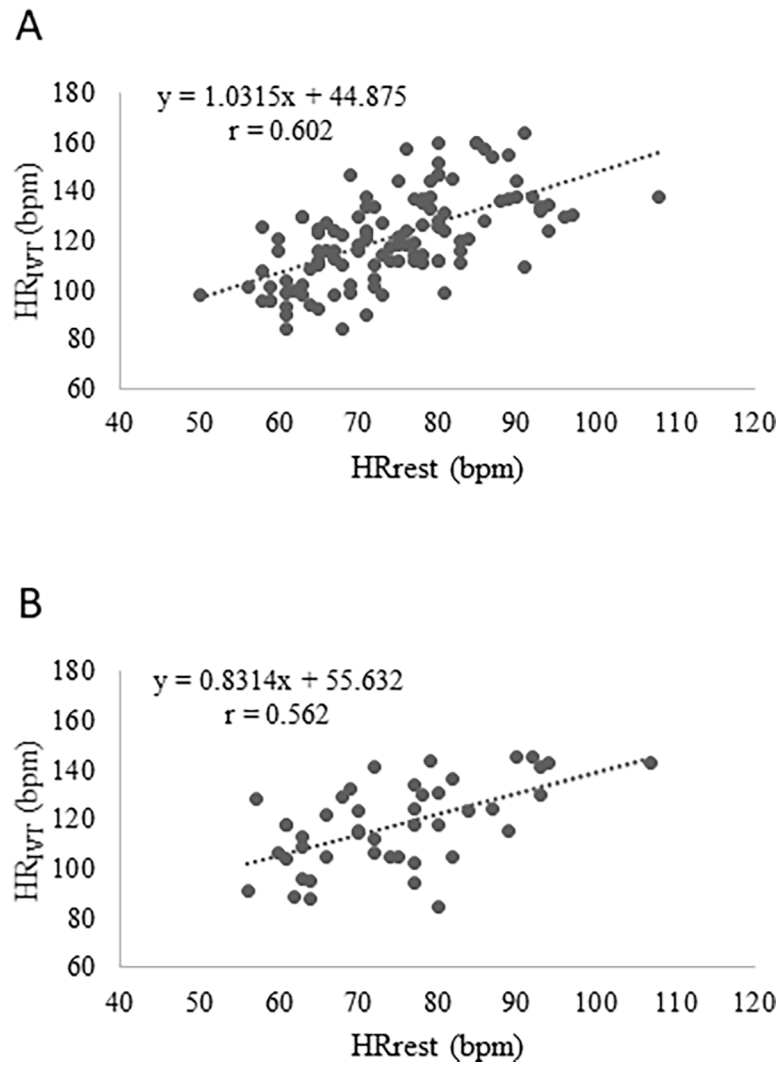 A
y = 1.0315x + 44.875
r = 0.602
180
160
140
120
100
80
60
HRIVT (bpm)
40 50 60 70 80 90 100 110 120
HRrest (bpm)
B
y = 0.8314x + 55.632
r = 0.562
180
160
140
120
100
80
60
HRIVT (bpm)
40 50 60 70 80 90 100 110 120
HRrest (bpm)